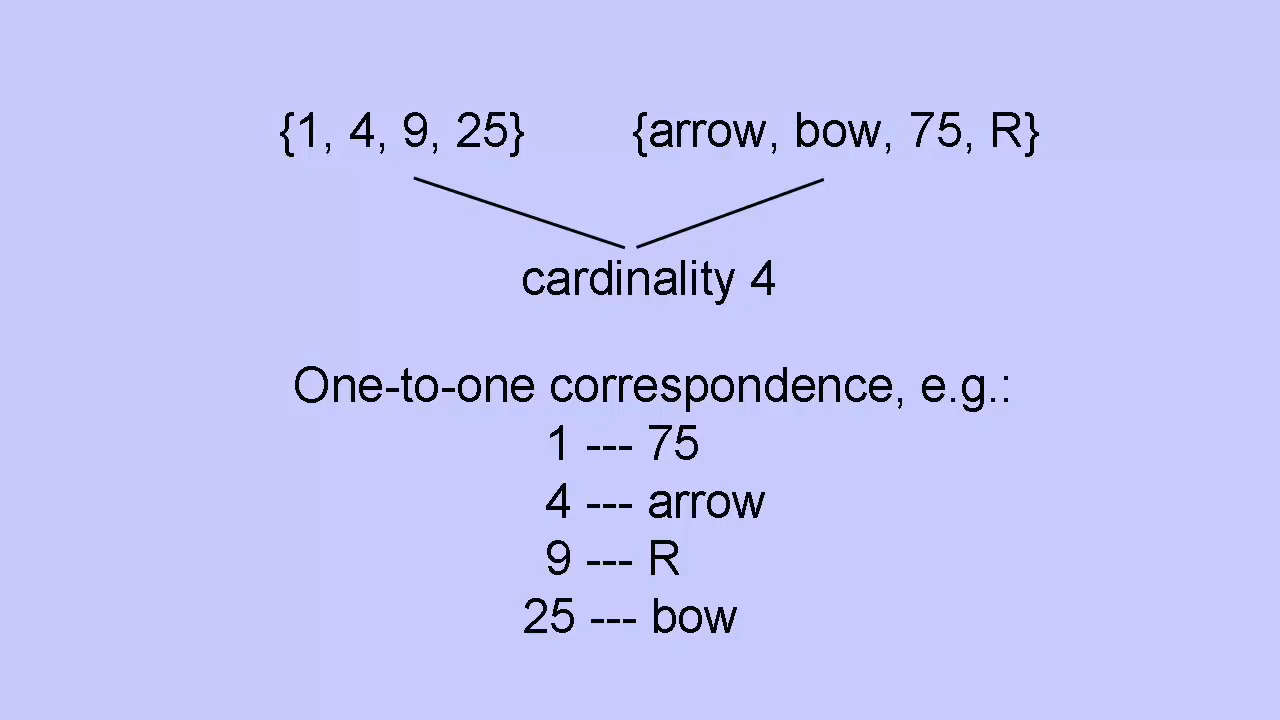 {1, 4, 9, 25} {arrow, bow, 75, R}
cardinality 4
One-to-one correspondence, e.g.:
1 --- 75
4 --- arrow
9 --- R
25 --- bow